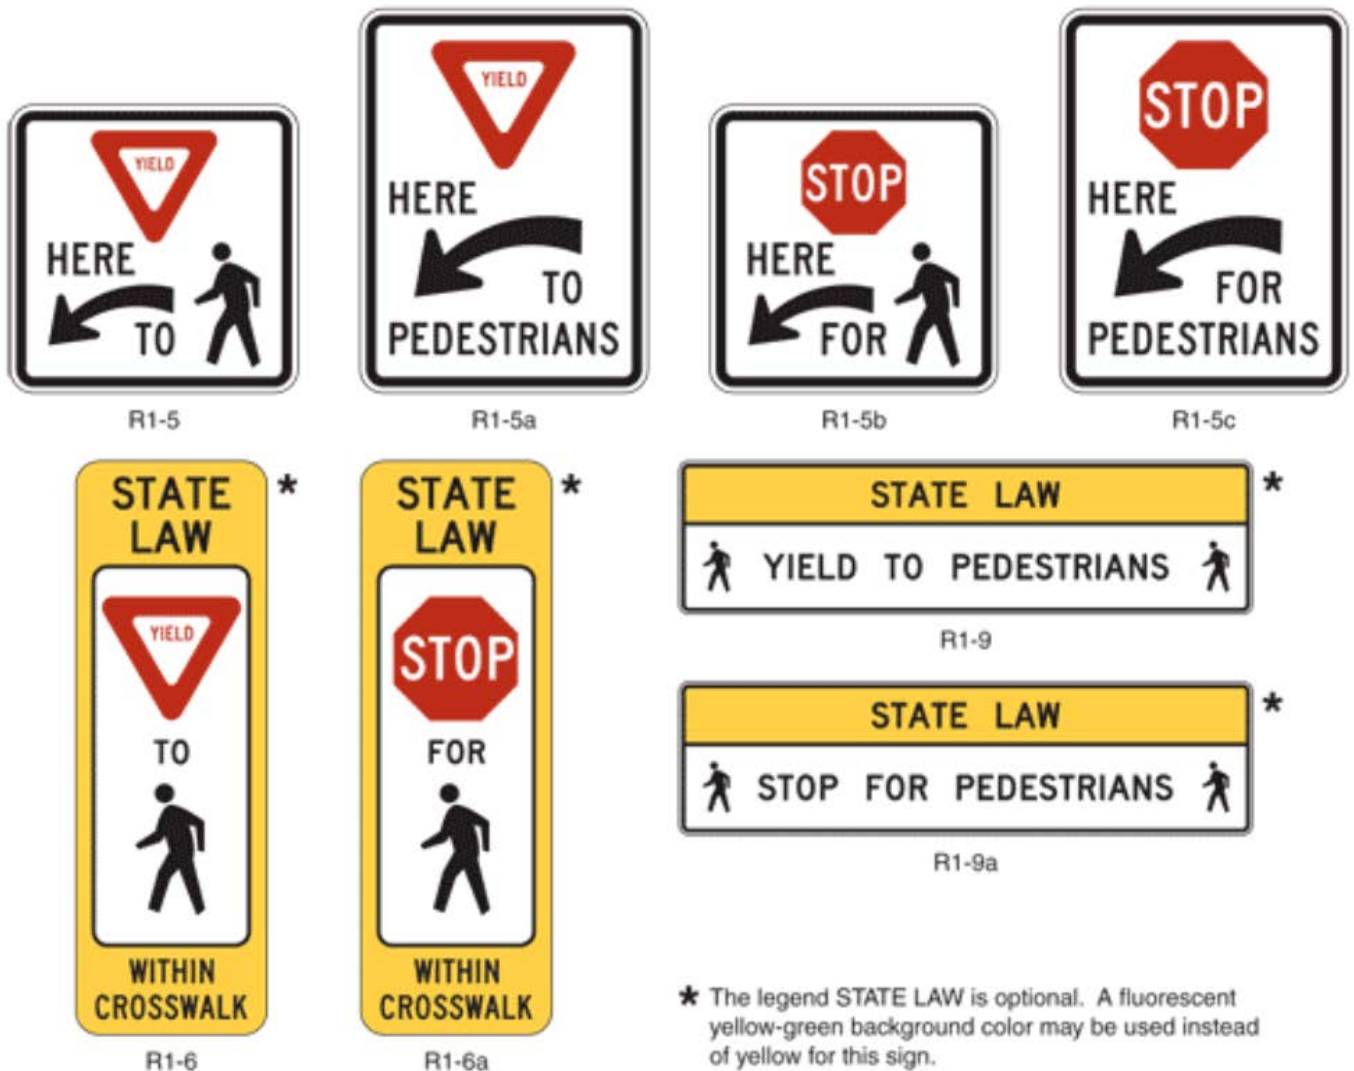 YIELD
HERE
TO
R1-5
YIELD
HERE
TO
PEDESTRIANS
R1-5a
STOP
HERE
FOR
R1-5b
STOP
HERE
FOR
PEDESTRIANS
R1-5c
STATE
LAW
*
YIELD
TO
WITHIN
CROSSWALK
R1-6
STATE
LAW
*
STOP
FOR
WITHIN
CROSSWALK
R1-6a
STATE LAW
*
YIELD TO PEDESTRIANS
R1-9
STATE LAW
*
STOP FOR PEDESTRIANS
R1-9a
* The legend STATE LAW is optional. A fluorescent
yellow-green background color may be used instead
of yellow for this sign.